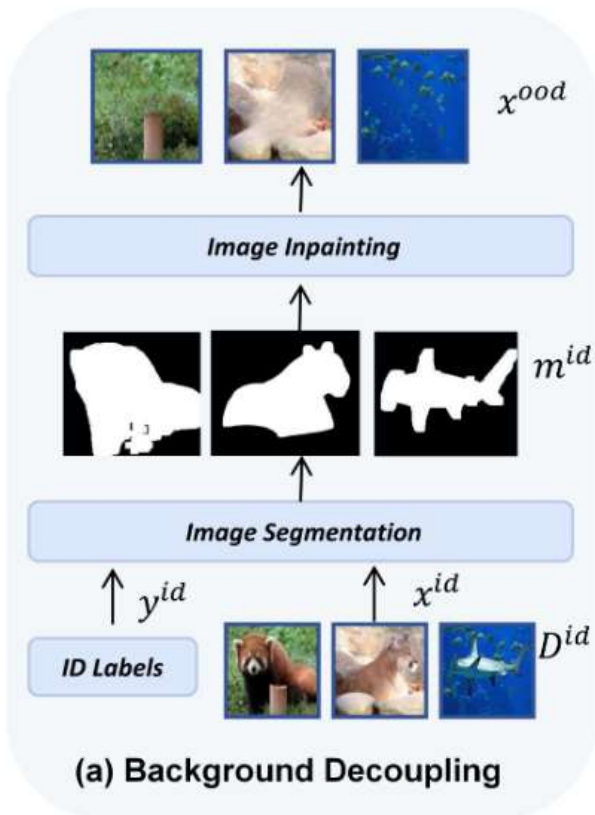 x^{ood}
Image Inpainting
m^{id}
Image Segmentation
y^{id}
x^{id}
ID Labels
D^{id}
(a) Background Decoupling